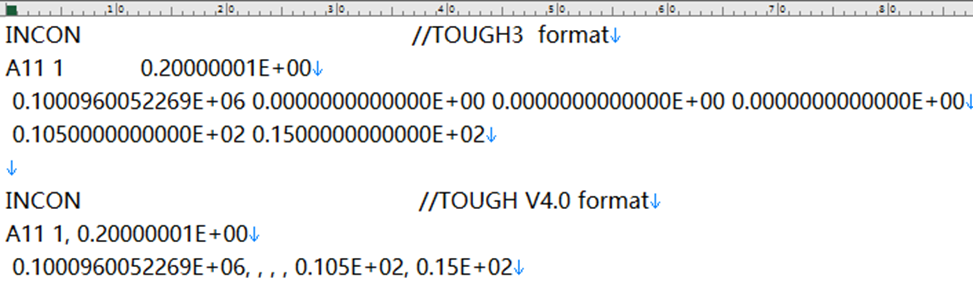 1|0 2|0 3|0 4|0 5|0 6|0 7|0 8|0
INCON //TOUGH3 format↓
A11 1 0.20000001E+00↓
0.1000960052269E+06 0.0000000000000E+00 0.0000000000000E+00 0.0000000000000E+00↓
0.1050000000000E+02 0.1500000000000E+02↓
↓
INCON //TOUGH V4.0 format↓
A11 1, 0.20000001E+00↓
0.1000960052269E+06, , , , 0.105E+02, 0.15E+02↓